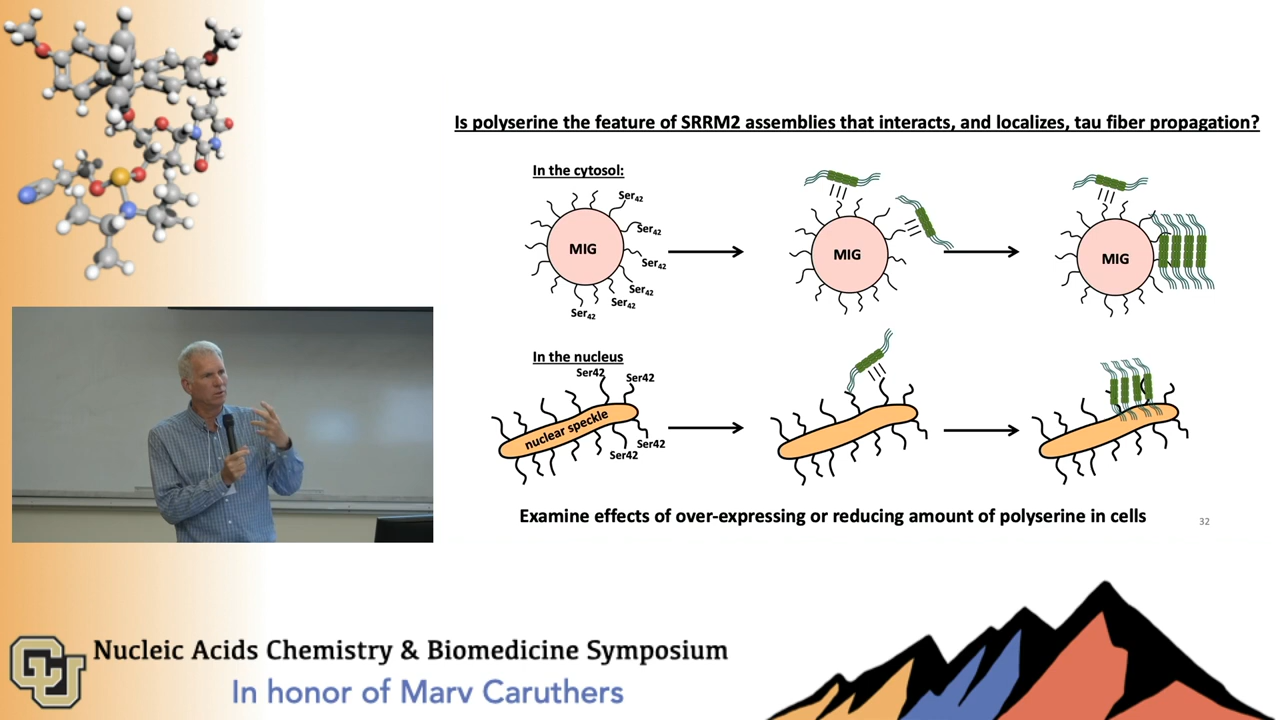 Is polyserine the feature of SRRM2 assemblies that interacts, and localizes, tau fiber propagation?
In the cytosol:
Ser42
Ser42
MIG
Ser42
Ser42
Ser42
Ser42
MIG
MIG
In the nucleus
Ser42
Ser42
nuclear speckle
Ser42
Ser42
Examine effects of over-expressing or reducing amount of polyserine in cells
32
CU
Nucleic Acids Chemistry & Biomedicine Symposium
In honor of Marv Caruthers